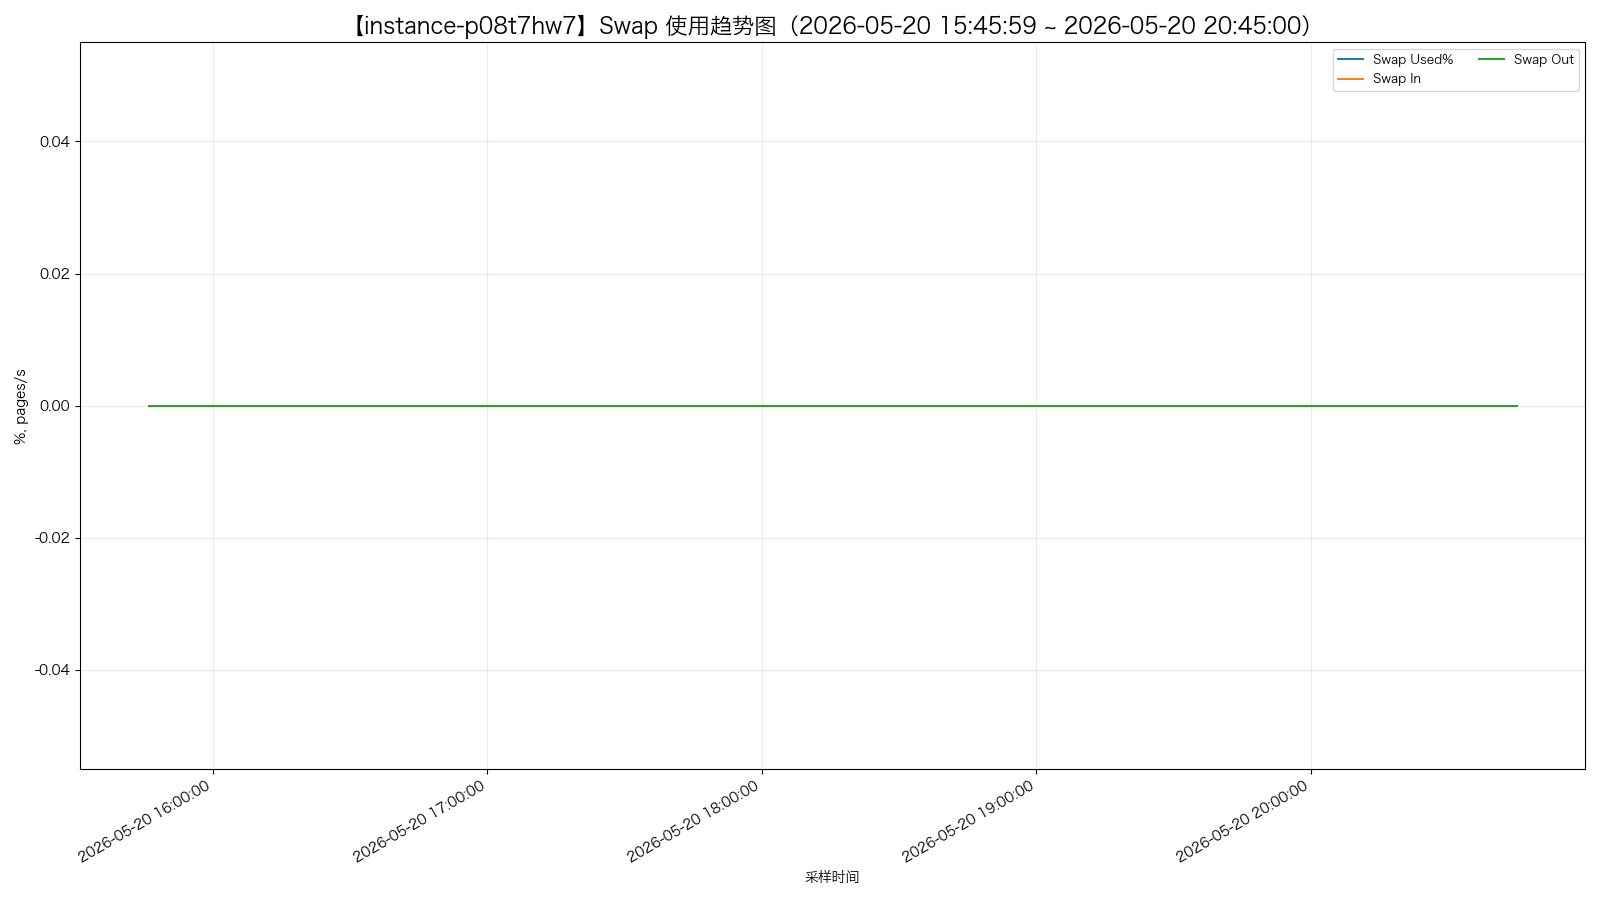 【instance-p08t7hw7】Swap 使用趋势图（2026-05-20 15:45:59 ~ 2026-05-20 20:45:00）
Swap Used%
Swap In
Swap Out
0.04
0.02
0.00
-0.02
-0.04
%, pages/s
2026-05-20 16:00:00
2026-05-20 17:00:00
2026-05-20 18:00:00
2026-05-20 19:00:00
2026-05-20 20:00:00
采样时间